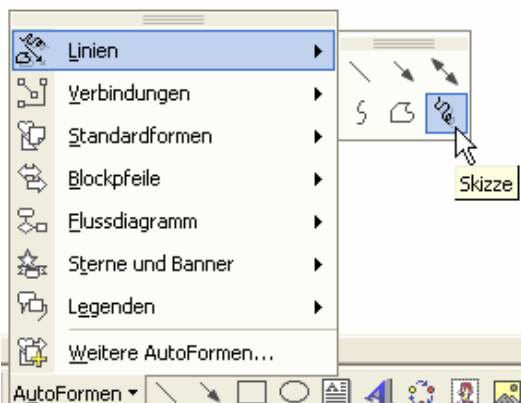 Linien
Verbindungen
Standardformen
Blockpfeile
Flussdiagramm
Sterne und Banner
Legenden
Weitere AutoFormen...
Skizze
AutoFormen